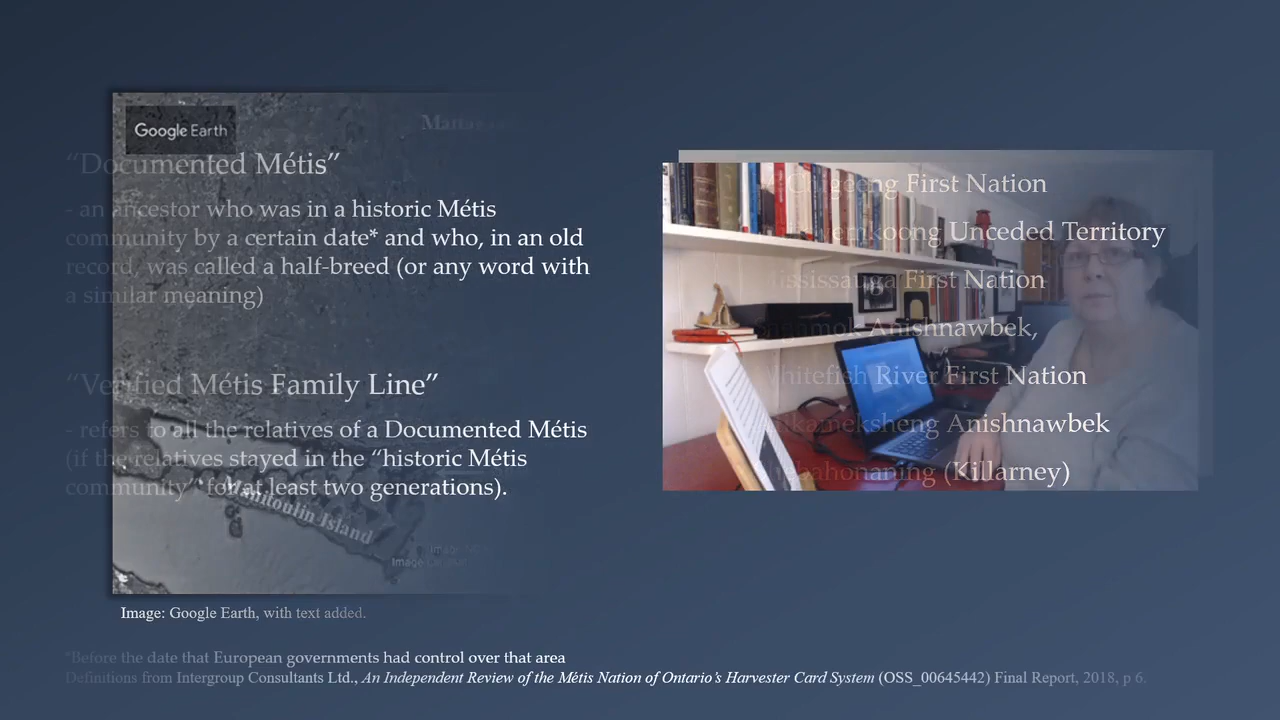 Google Earth
“Documented Métis”
- an ancestor who was in a historic Métis
community by a certain date* and who, in an old
record, was called a half-breed (or any word with
a similar meaning)
“Verified Métis Family Line”
- refers to all the relatives of a Documented Métis
(if the relatives stayed in the “historic Métis
community” for at least two generations).
Manitoulin Island
Image: Google Earth, with text added.
First Nation
Unceded Territory
First Nation
Anishnawbek,
Whitefish River First Nation
Anishnawbek
(Killarney)
*Before the date that European governments had control over that area
Definitions from Intergroup Consultants Ltd., An Independent Review of the Métis Nation of Ontario’s Harvester Card System (OSS_00645442) Final Report, 2018, p 6.